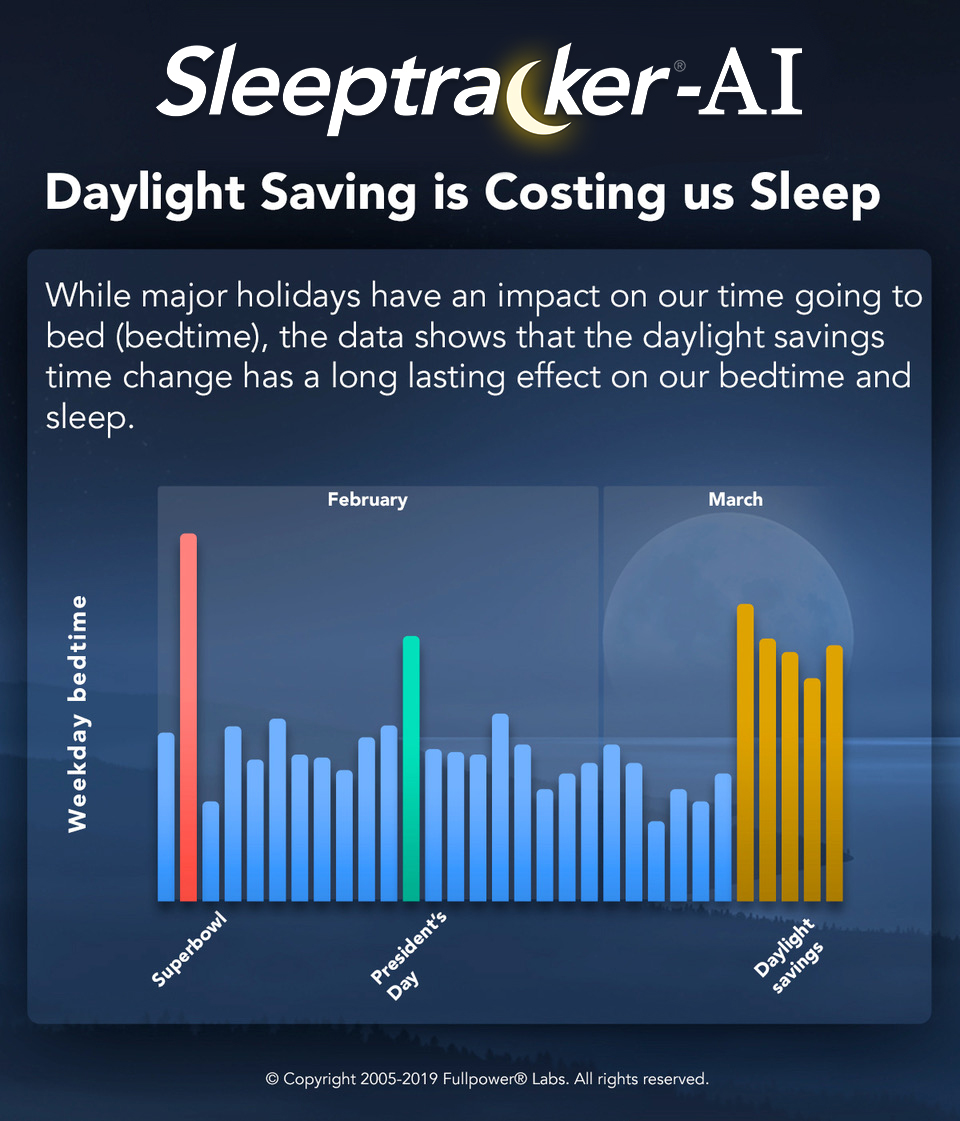 Sleeptracker®-AI
Daylight Saving is Costing us Sleep
While major holidays have an impact on our time going to
bed (bedtime), the data shows that the daylight savings
time change has a long lasting effect on our bedtime and
sleep.
February
March
Weekday bedtime
Superbowl
President's
Day
Daylight
savings
© Copyright 2005-2019 Fullpower® Labs. All rights reserved.